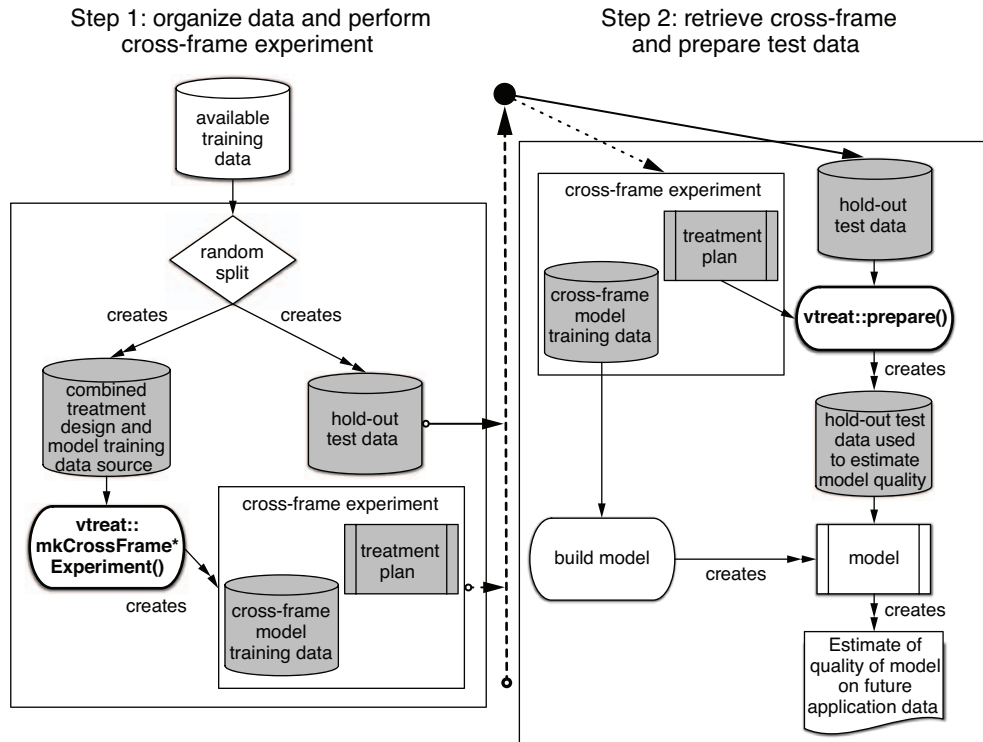 Step 1: organize data and perform
cross-frame experiment
available
training
data
random
split
creates
creates
combined
treatment
design and
model training
data source
hold-out
test data
vtreat::
mkCrossFrame*
Experiment()
creates
cross-frame experiment
treatment
plan
cross-frame
model
training data
Step 2: retrieve cross-frame
and prepare test data
cross-frame experiment
treatment
plan
cross-frame
model
training data
hold-out
test data
vtreat::prepare()
creates
hold-out test
data used
to estimate
model quality
build model
creates
model
creates
Estimate of
quality of model
on future
application data